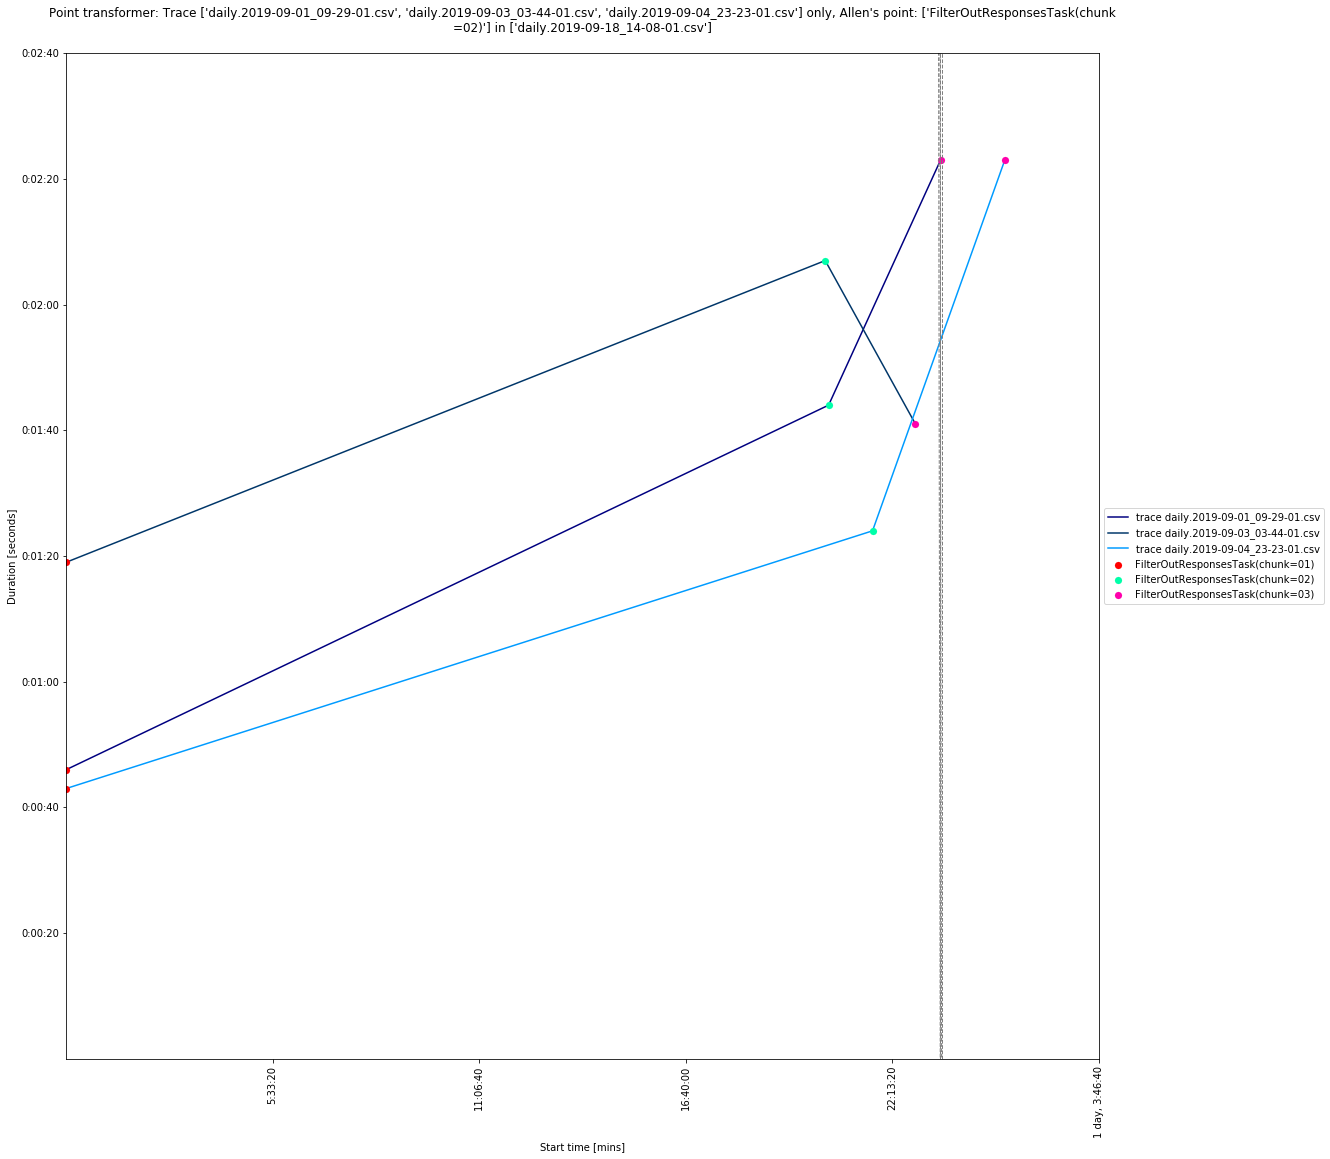 Point transformer: Trace ['daily.2019-09-01_09-29-01.csv', 'daily.2019-09-03_03-44-01.csv', 'daily.2019-09-04_23-23-01.csv'] only, Allen's point: ['FilterOutResponsesTask(chunk
=02)'] in ['daily.2019-09-18_14-08-01.csv']
0:02:40
0:02:20
0:02:00
0:01:40
0:01:20
0:01:00
0:00:40
0:00:20
Duration [seconds]
trace daily.2019-09-01_09-29-01.csv
trace daily.2019-09-03_03-44-01.csv
trace daily.2019-09-04_23-23-01.csv
FilterOutResponsesTask(chunk=01)
FilterOutResponsesTask(chunk=02)
FilterOutResponsesTask(chunk=03)
5:33:20
11:06:40
16:40:00
22:13:20
1 day, 3:46:40
Start time [mins]